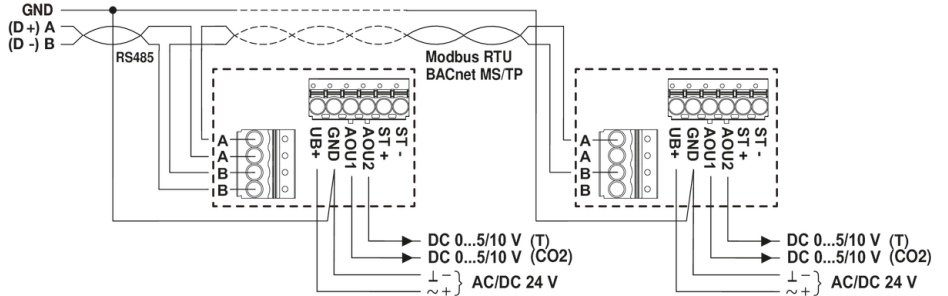 GND
(D+) A
(D -) B
RS485
Modbus RTU
BACnet MS/TP
A
A
B
B
UB+
GND
AOU1
AOU2
ST +
ST -
DC 0...5/10 V (T)
DC 0...5/10 V (CO2)
⊥ -
~ +
} AC/DC 24 V
A
A
B
B
UB+
GND
AOU1
AOU2
ST +
ST -
DC 0...5/10 V (T)
DC 0...5/10 V (CO2)
⊥ -
~ +
} AC/DC 24 V